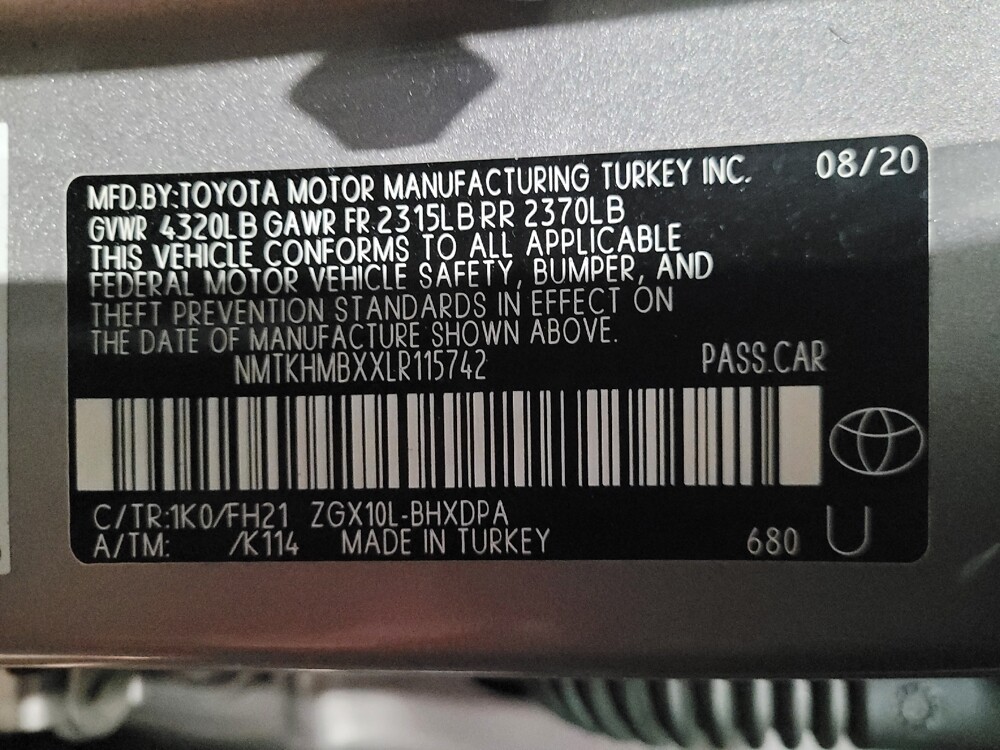 MFD.BY:TOYOTA MOTOR MANUFACTURING TURKEY INC. 08/20
GVWR 4320LB GAWR FR 2315LB RR 2370LB
THIS VEHICLE CONFORMS TO ALL APPLICABLE
FEDERAL MOTOR VEHICLE SAFETY, BUMPER, AND
THEFT PREVENTION STANDARDS IN EFFECT ON
THE DATE OF MANUFACTURE SHOWN ABOVE.
NMTKHMBXXLR115742 PASS.CAR
C/TR:1K0/FH21 ZGX10L-BHXDPA
A/TM: /K114 MADE IN TURKEY 680 U